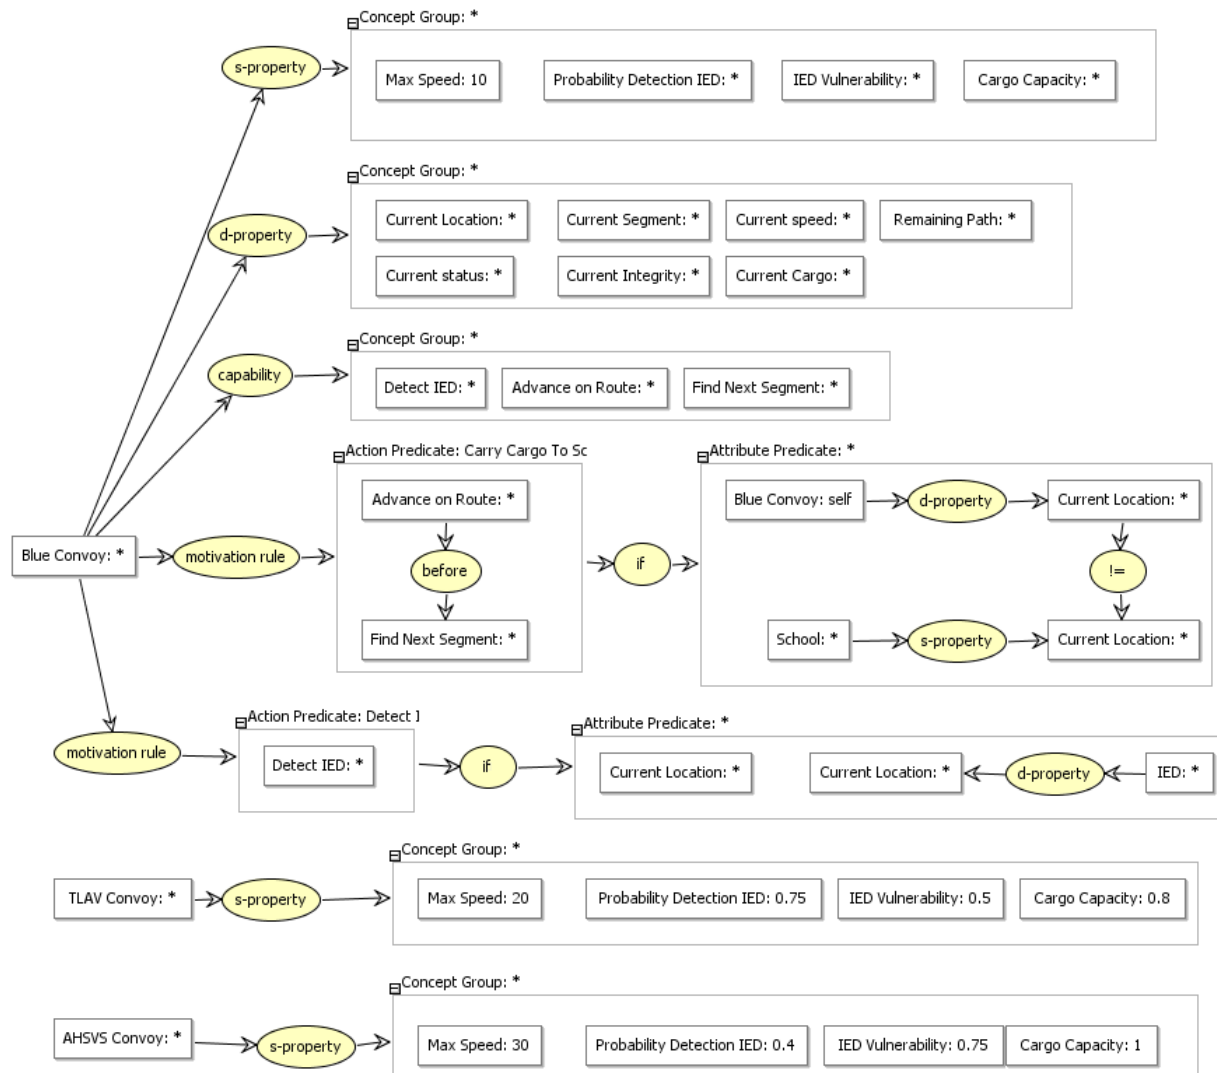 Concept Group: *
s-property
Max Speed: 10
Probability Detection IED: *
IED Vulnerability: *
Cargo Capacity: *
Concept Group: *
d-property
Current Location: *
Current Segment: *
Current speed: *
Remaining Path: *
Current status: *
Current Integrity: *
Current Cargo: *
Concept Group: *
capability
Detect IED: *
Advance on Route: *
Find Next Segment: *
Blue Convoy: *
motivation rule
Action Predicate: Carry Cargo To Sc
Advance on Route: *
before
Find Next Segment: *
if
Attribute Predicate: *
Blue Convoy: self
d-property
Current Location: *
!=
School: *
s-property
Current Location: *
motivation rule
Action Predicate: Detect I
Detect IED: *
if
Attribute Predicate: *
Current Location: *
Current Location: *
d-property
IED: *
TLAV Convoy: *
s-property
Concept Group: *
Max Speed: 20
Probability Detection IED: 0.75
IED Vulnerability: 0.5
Cargo Capacity: 0.8
AHSVS Convoy: *
s-property
Concept Group: *
Max Speed: 30
Probability Detection IED: 0.4
IED Vulnerability: 0.75
Cargo Capacity: 1